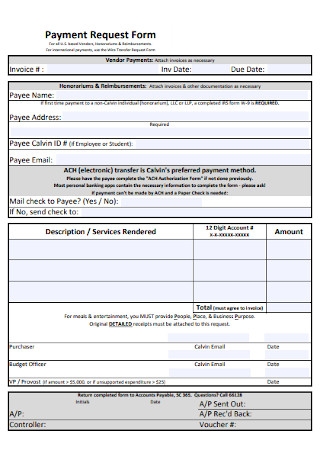 Payment Request Form
For all U.S. Based Vendors, Honorariums & Reimbursements
For international payments, use the Wire Transfer Request Form
Vendor Payments: Attach invoices as necessary
Invoice # : Inv Date: Due Date:
Honorariums & Reimbursements: Attach invoices & other documentation as necessary
Payee Name:
If first time payment to a non-Calvin individual (honorarium), LLC or LLP, a completed IRS form W-9 is REQUIRED.
Payee Address:
Required
Payee Calvin ID # (if Employee or Student):
Payee Email:
ACH (electronic) transfer is Calvin's preferred payment method.
Please have the payee complete the "ACH Authorization Form" if not done previously.
Most personal banking apps contain the necessary information to complete the form - please ask!
If payment can't be made by ACH and a Paper Check is needed:
Mail check to Payee? (Yes / No):
If No, send check to:
Description / Services Rendered 12 Digit Account # Amount
X-X-XXXXX-XXXXX
Total (must agree to invoice)
For meals & entertainment, you MUST provide People, Place, & Business Purpose.
Original DETAILED receipts must be attached to this request.
Purchaser Calvin Email Date
Budget Officer Calvin Email Date
VP / Provost (if amount > $5,000, or if unsupported expenditure > $25) Date
Return completed form to Accounts Payable, SC 365. Questions? Call 66128
Initials Date A/P Sent Out:
A/P: A/P Rec'd Back:
Controller: Voucher #: